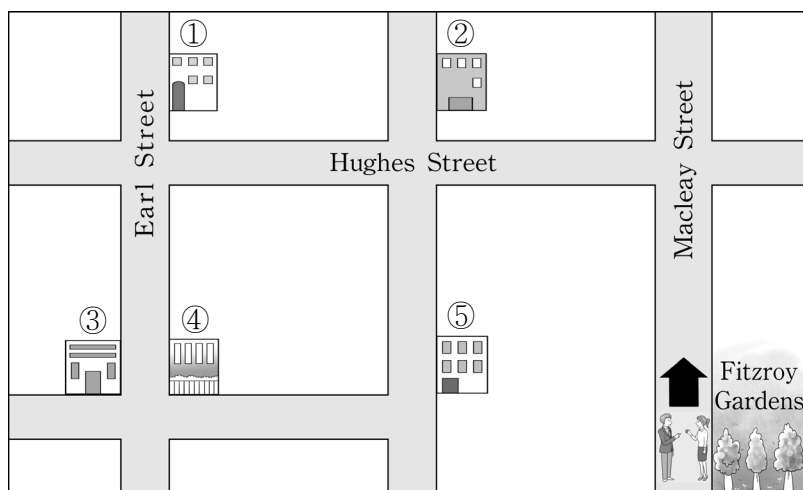 ①
②
Earl Street
Hughes Street
Macleay Street
③
④
⑤
Fitzroy
Gardens